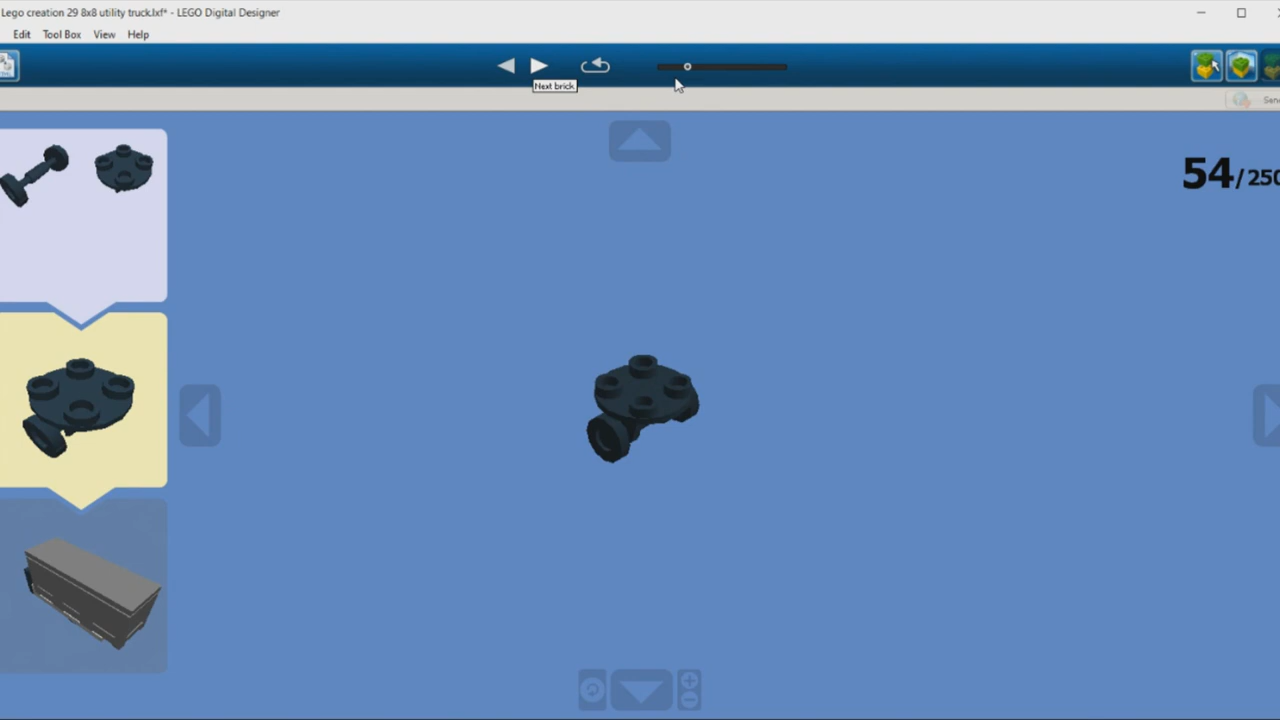 Lego creation 29 8x8 utility truck.lxf* - LEGO Digital Designer
Edit Tool Box View Help
Next brick
54/250